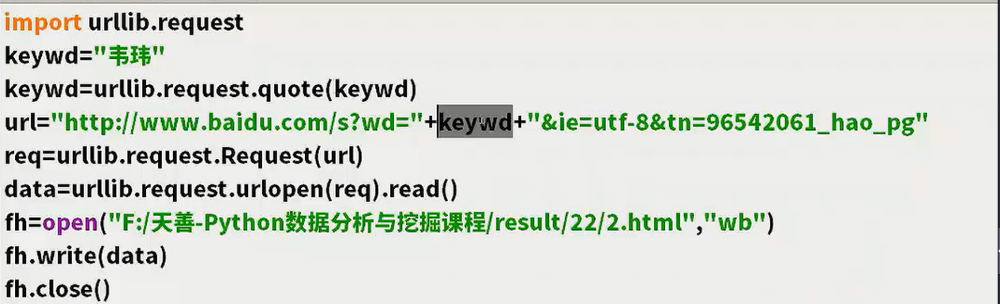 import urllib.request
keywd="韦玮"
keywd=urllib.request.quote(keywd)
url="http://www.baidu.com/s?wd="+keywd+"&ie=utf-8&tn=96542061_hao_pg"
req=urllib.request.Request(url)
data=urllib.request.urlopen(req).read()
fh=open("F:/天善-Python数据分析与挖掘课程/result/22/2.html","wb")
fh.write(data)
fh.close()